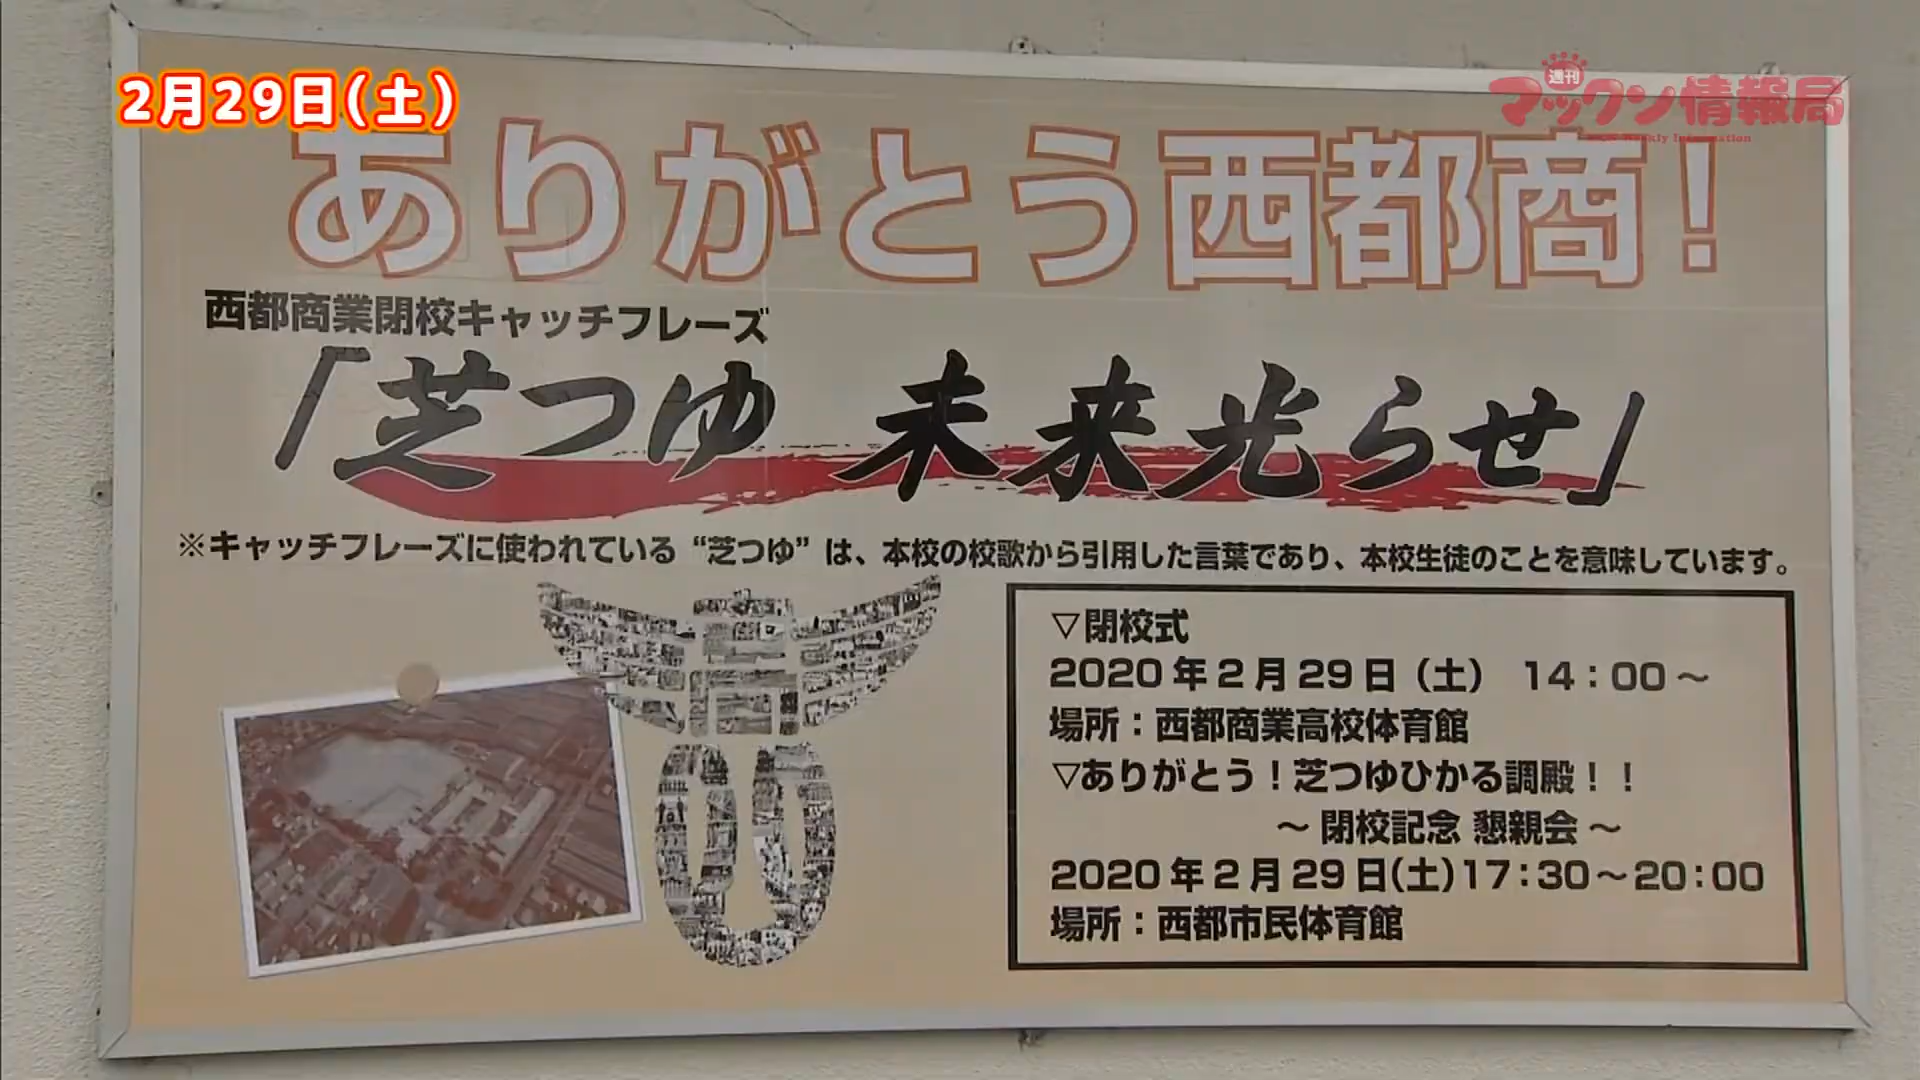 2月29日(土)
週刊
マックン情報局
ありがとう西都商!
西都商業閉校キャッチフレーズ
「芝つゆ 未来光らせ」
※キャッチフレーズに使われている“芝つゆ”は、本校の校歌から引用した言葉であり、本校生徒のことを意味しています。
▽閉校式
2020年2月29日(土) 14:00~
場所:西都商業高校体育館
▽ありがとう!芝つゆひかる調殿!!
~閉校記念 懇親会~
2020年2月29日(土)17:30~20:00
場所:西都市民体育館